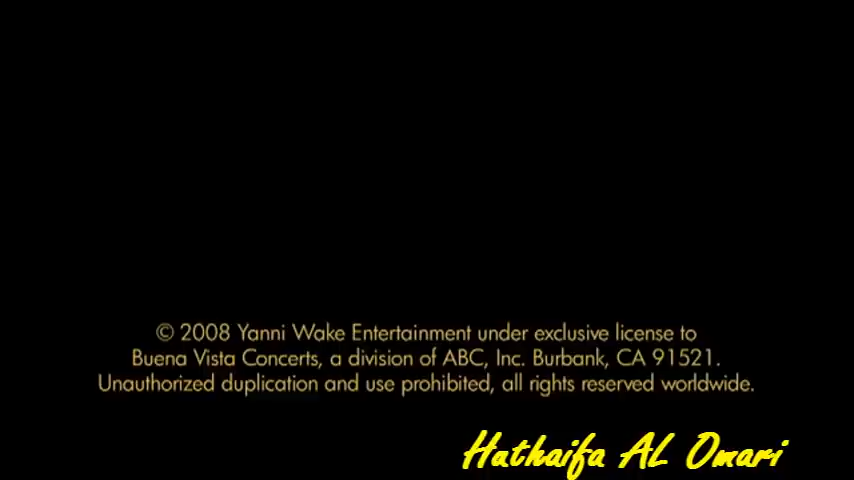 © 2008 Yanni Wake Entertainment under exclusive license to
Buena Vista Concerts, a division of ABC, Inc. Burbank, CA 91521.
Unauthorized duplication and use prohibited, all rights reserved worldwide.
Huthaifa AL Omari